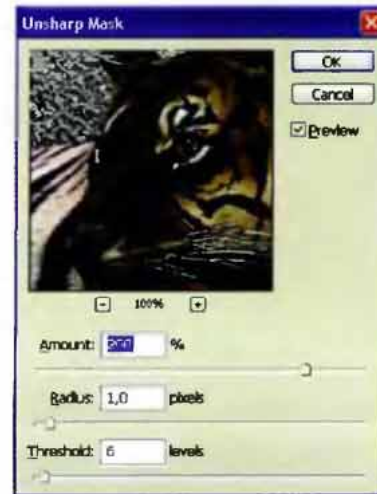 Unsharp Mask
OK
Cancel
Preview
100%
Amount: %
Radius: 1,0 pixels
Threshold: 6 levels